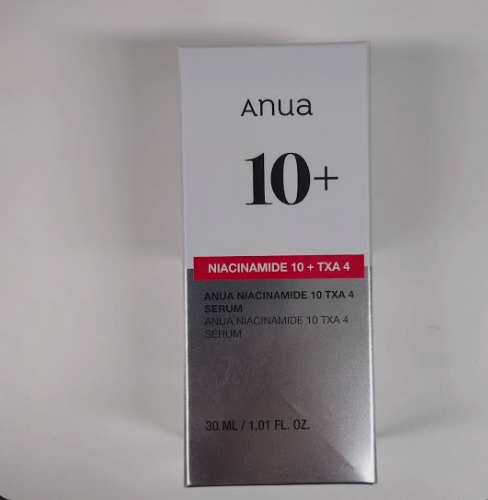 Anua
10+
NIACINAMIDE 10 + TXA 4
ANUA NIACINAMIDE 10 TXA 4
SERUM
ANUA NIACINAMIDE 10 TXA 4
SERUM
30 ML / 1.01 FL. OZ.